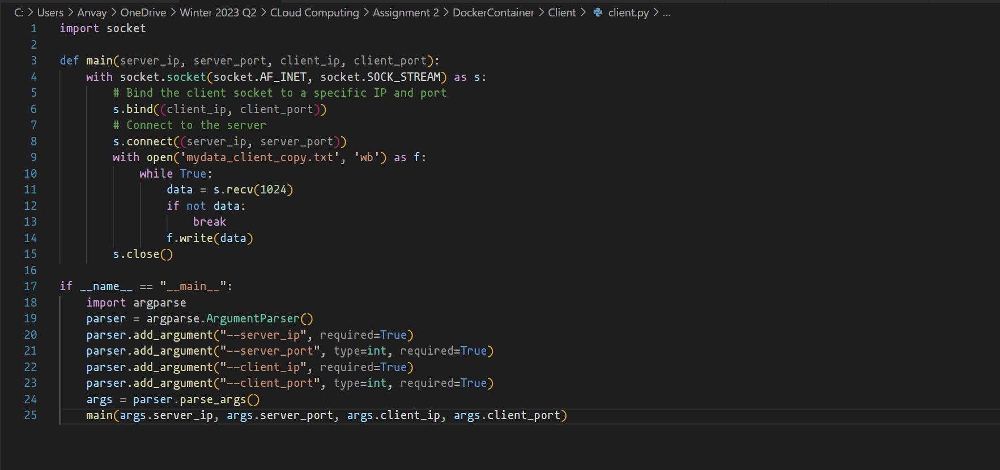 C: > Users > Anvay > OneDrive > Winter 2023 Q2 > CLoud Computing > Assignment 2 > DockerContainer > Client > client.py > ...
1 import socket
2
3 def main(server_ip, server_port, client_ip, client_port):
4     with socket.socket(socket.AF_INET, socket.SOCK_STREAM) as s:
5         # Bind the client socket to a specific IP and port
6         s.bind((client_ip, client_port))
7         # Connect to the server
8         s.connect((server_ip, server_port))
9         with open('mydata_client_copy.txt', 'wb') as f:
10             while True:
11                 data = s.recv(1024)
12                 if not data:
13                     break
14                 f.write(data)
15         s.close()
16
17 if __name__ == "__main__":
18     import argparse
19     parser = argparse.ArgumentParser()
20     parser.add_argument("--server_ip", required=True)
21     parser.add_argument("--server_port", type=int, required=True)
22     parser.add_argument("--client_ip", required=True)
23     parser.add_argument("--client_port", type=int, required=True)
24     args = parser.parse_args()
25     main(args.server_ip, args.server_port, args.client_ip, args.client_port)